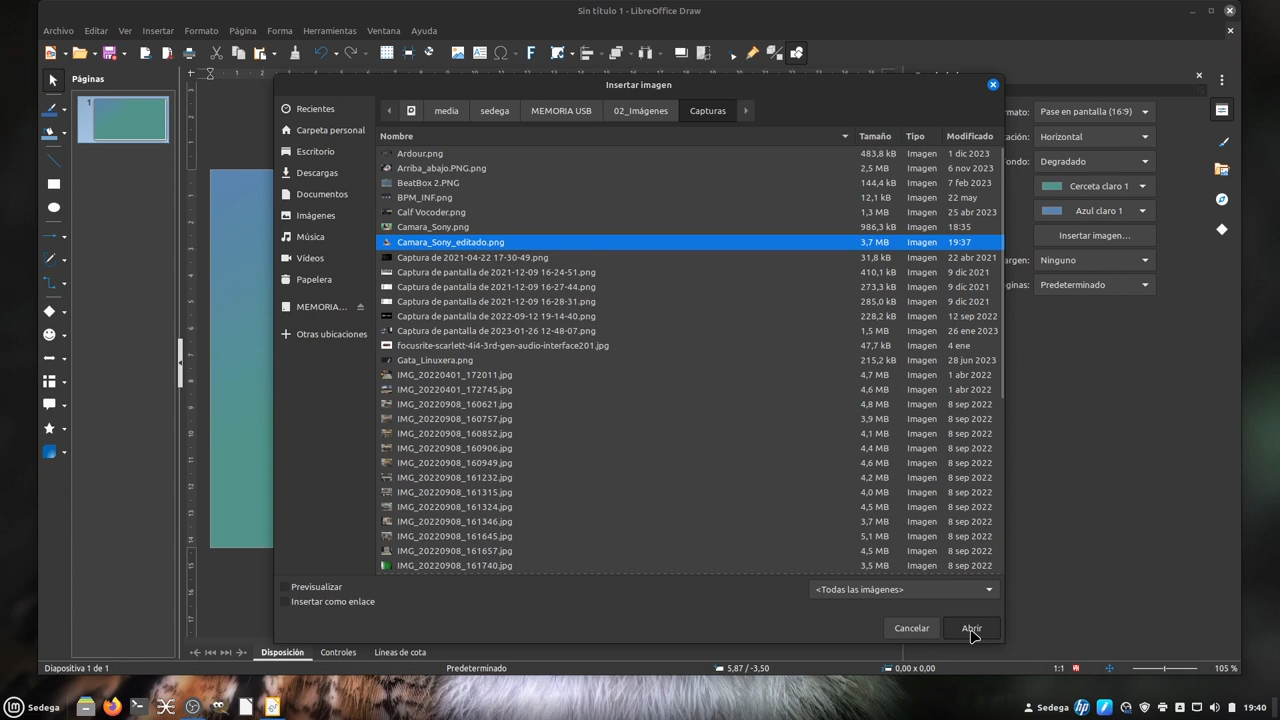 Sin título 1 - LibreOffice Draw
Archivo Editar Ver Insertar Formato Página Forma Herramientas Ventana Ayuda
Páginas
1
Insertar imagen
Recientes
Carpeta personal
Escritorio
Descargas
Documentos
Imágenes
Música
Vídeos
Papelera
MEMORIA...
Otras ubicaciones
media sedega MEMORIA USB 02_Imágenes Capturas
Nombre Tamaño Tipo Modificado
Ardour.png 483,8 kB Imagen 1 dic 2023
Arriba_abajo.PNG.png 2,5 MB Imagen 6 nov 2023
BeatBox 2.PNG 144,4 kB Imagen 7 feb 2023
BPM_INF.png 12,1 kB Imagen 22 may
Calf Vocoder.png 1,3 MB Imagen 25 abr 2023
Camara_Sony.png 986,3 kB Imagen 18:35
Camara_Sony_editado.png 3,7 MB Imagen 19:37
Captura de 2021-04-22 17-30-49.png 31,8 kB Imagen 22 abr 2021
Captura de pantalla de 2021-12-09 16-24-51.png 410,1 kB Imagen 9 dic 2021
Captura de pantalla de 2021-12-09 16-27-44.png 273,3 kB Imagen 9 dic 2021
Captura de pantalla de 2021-12-09 16-28-31.png 285,0 kB Imagen 9 dic 2021
Captura de pantalla de 2022-09-12 19-14-40.png 228,2 kB Imagen 12 sep 2022
Captura de pantalla de 2023-01-26 12-48-07.png 1,5 MB Imagen 26 ene 2023
focusrite-scarlett-4i4-3rd-gen-audio-interface201.jpg 47,7 kB Imagen 4 ene
Gata_Linuxera.png 215,2 kB Imagen 28 jun 2023
IMG_20220401_172011.jpg 4,7 MB Imagen 1 abr 2022
IMG_20220401_172745.jpg 4,6 MB Imagen 1 abr 2022
IMG_20220908_160621.jpg 4,8 MB Imagen 8 sep 2022
IMG_20220908_160757.jpg 3,9 MB Imagen 8 sep 2022
IMG_20220908_160852.jpg 4,1 MB Imagen 8 sep 2022
IMG_20220908_160906.jpg 4,4 MB Imagen 8 sep 2022
IMG_20220908_160949.jpg 4,6 MB Imagen 8 sep 2022
IMG_20220908_161232.jpg 4,2 MB Imagen 8 sep 2022
IMG_20220908_161315.jpg 4,0 MB Imagen 8 sep 2022
IMG_20220908_161324.jpg 4,5 MB Imagen 8 sep 2022
IMG_20220908_161346.jpg 3,7 MB Imagen 8 sep 2022
IMG_20220908_161645.jpg 5,1 MB Imagen 8 sep 2022
IMG_20220908_161657.jpg 4,5 MB Imagen 8 sep 2022
IMG_20220908_161740.jpg 3,5 MB Imagen 8 sep 2022
Previsualizar
Insertar como enlace
<Todas las imágenes>
Cancelar Abrir
Pase en pantalla (16:9)
Horizontal
Degradado
Cerceta claro 1
Azul claro 1
Insertar imagen...
Ninguno
Predeterminado
Disposición Controles Líneas de cota
Diapositiva 1 de 1 Predeterminado 5,87 / -3,50 0,00 x 0,00 1:1 105 %
Sedega Sedega 19:40